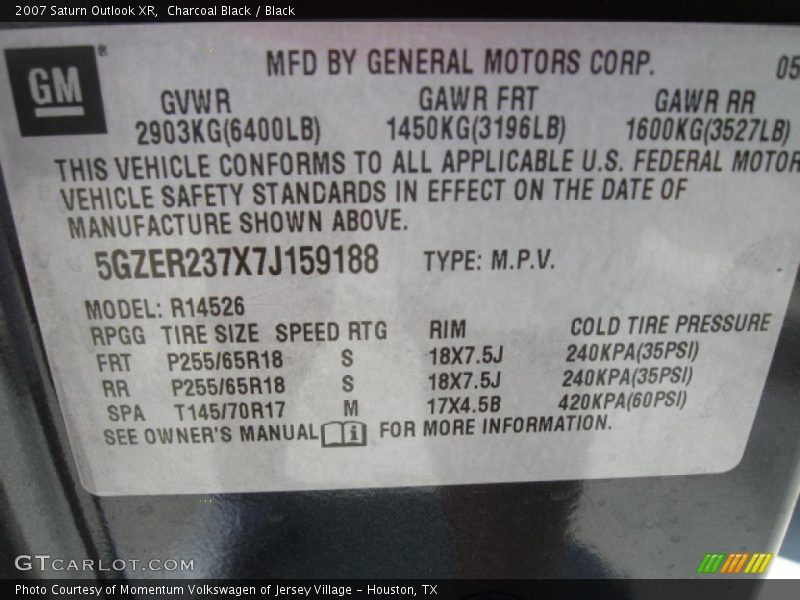 2007 Saturn Outlook XR, Charcoal Black / Black
GM® MFD BY GENERAL MOTORS CORP. 05
GVWR GAWR FRT GAWR RR
2903KG(6400LB) 1450KG(3196LB) 1600KG(3527LB)
THIS VEHICLE CONFORMS TO ALL APPLICABLE U.S. FEDERAL MOTOR
VEHICLE SAFETY STANDARDS IN EFFECT ON THE DATE OF
MANUFACTURE SHOWN ABOVE.
5GZER237X7J159188 TYPE: M.P.V.
MODEL: R14526
RPGG TIRE SIZE SPEED RTG RIM COLD TIRE PRESSURE
FRT P255/65R18 S 18X7.5J 240KPA(35PSI)
RR P255/65R18 S 18X7.5J 240KPA(35PSI)
SPA T145/70R17 M 17X4.5B 420KPA(60PSI)
SEE OWNER'S MANUAL i FOR MORE INFORMATION.
GTCARLOT.COM
Photo Courtesy of Momentum Volkswagen of Jersey Village – Houston, TX